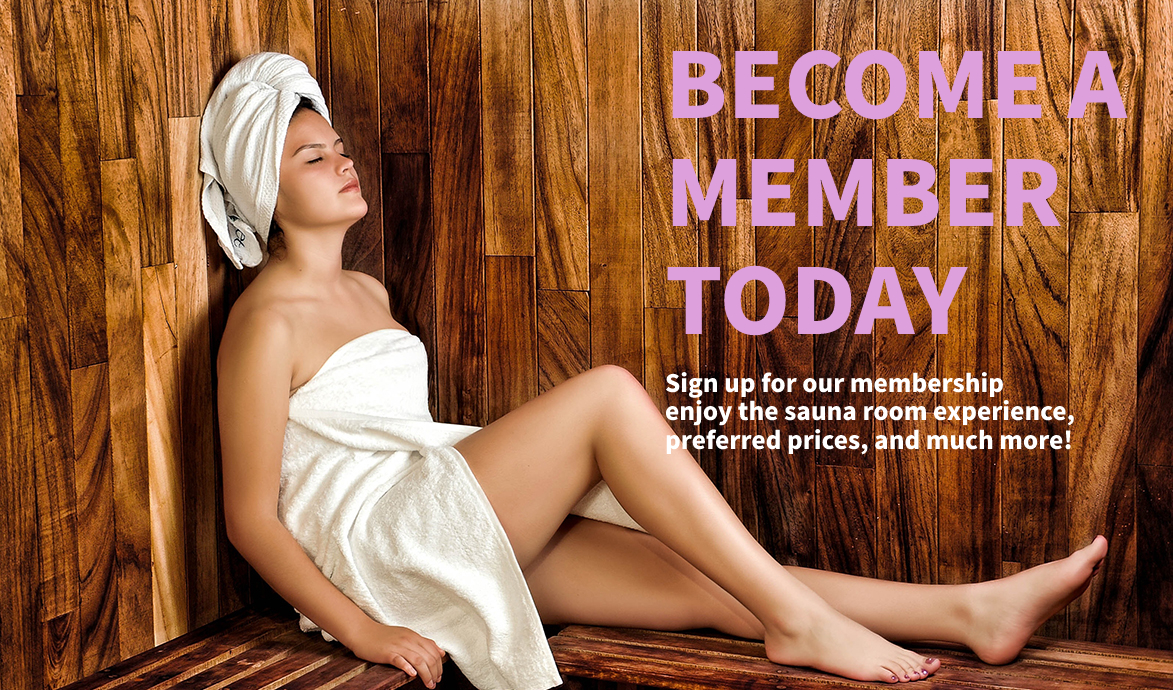 BECOME A
MEMBER
TODAY
Sign up for our membership
enjoy the sauna room experience,
preferred prices, and much more!